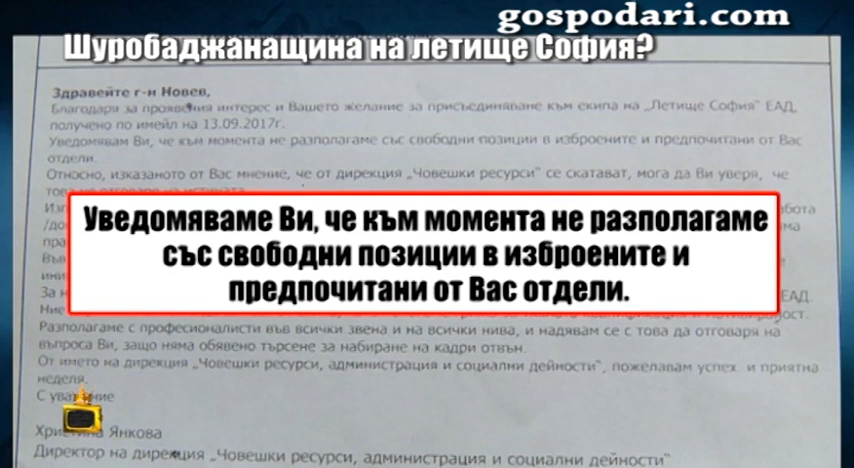 gospodari.com
Шуробаджанащина на летище София?
Здравейте г-н Новев,
Благодаря за проявения интерес и Вашето желание за присъединяване към екипа на „Летище София" ЕАД,
получено по имейл на 13.09.2017г.
Уведомявам Ви, че към момента не разполагаме със свободни позиции в изброените и предпочитани от Вас
отдели.
Относно, изказаното от Вас мнение, че от дирекция „Човешки ресурси" се скатават, мога да Ви уверя, че
Уведомяваме Ви, че към момента не разполагаме
със свободни позиции в изброените и
предпочитани от Вас отдели.
Разполагаме с професионалисти във всички звена и на всички нива, и надявам се с това да отговаря на
въпроса Ви, защо няма обявено търсене за набиране на кадри отвън.
От името на дирекция „Човешки ресурси, администрация и социални дейности", пожелавам успех и приятна
неделя.
Янкова
Директор на дирекция „Човешки ресурси, администрация и социални дейности"